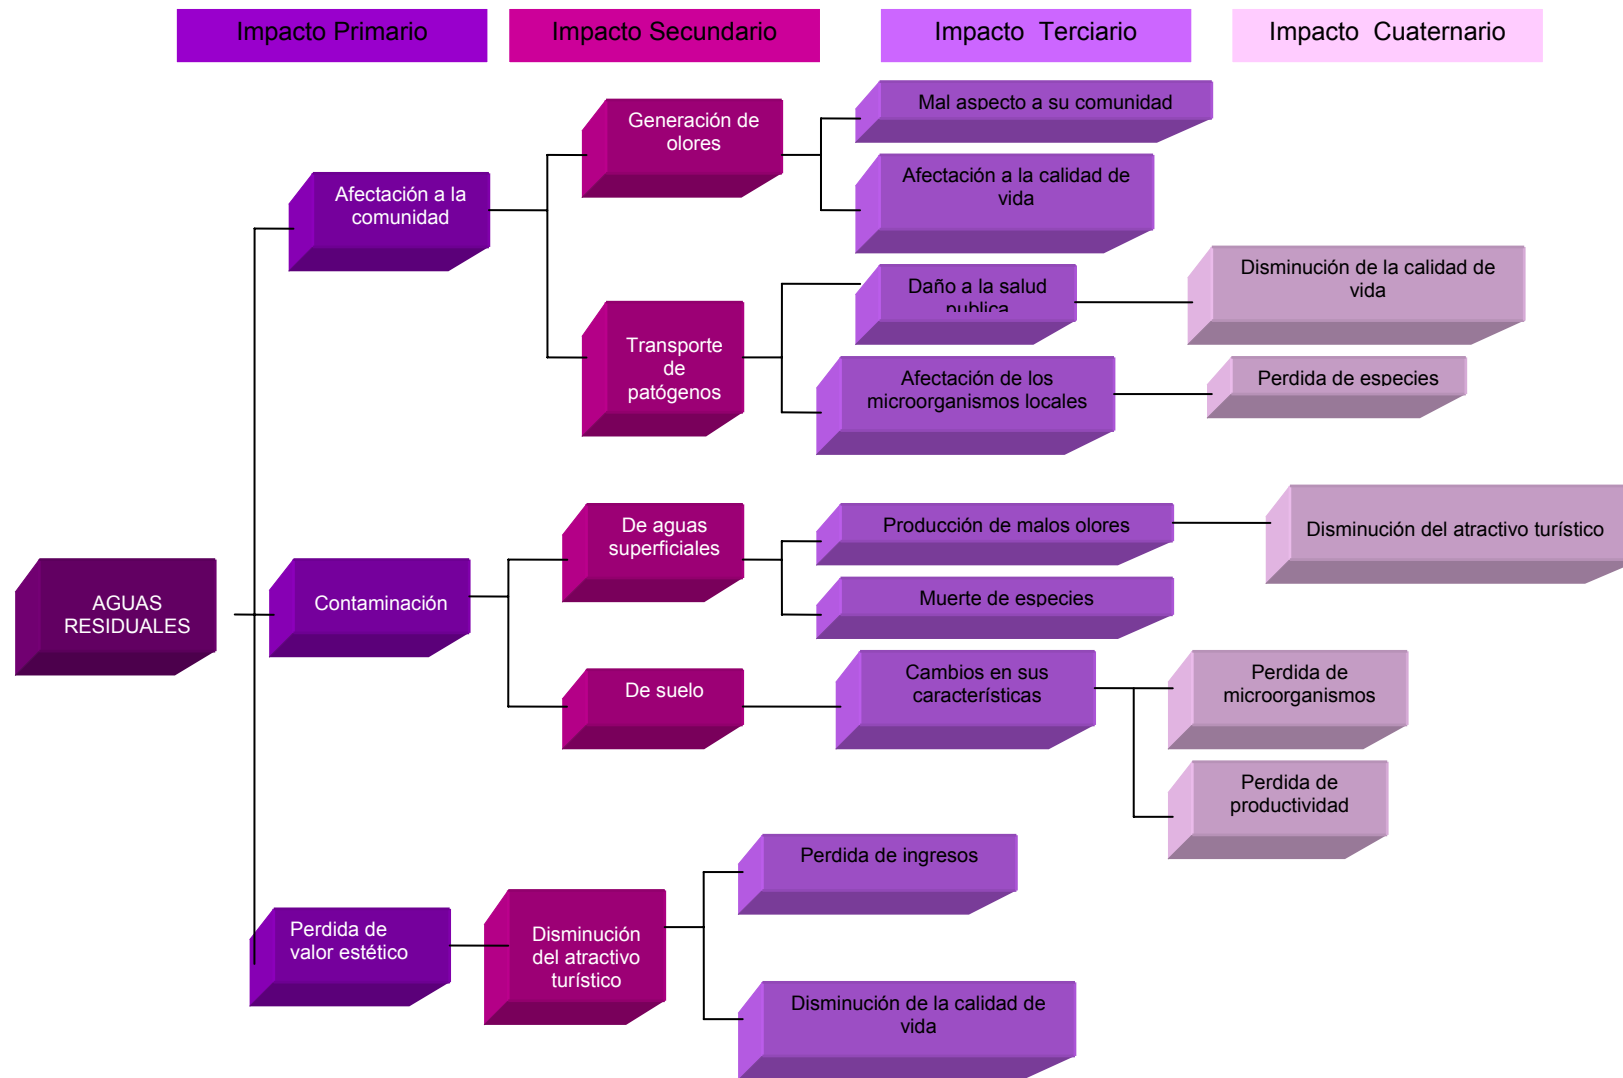 Impacto Primario
Impacto Secundario
Impacto Terciario
Impacto Cuaternario
AGUAS
RESIDUALES
Afectación a la
comunidad
Generación de
olores
Mal aspecto a su comunidad
Afectación a la calidad de
vida
Transporte
de
patógenos
Daño a la salud
publica
Disminución de la calidad de
vida
Afectación de los
microorganismos locales
Perdida de especies
Contaminación
De aguas
superficiales
Producción de malos olores
Disminución del atractivo turístico
Muerte de especies
De suelo
Cambios en sus
características
Perdida de
microorganismos
Perdida de
productividad
Perdida de
valor estético
Disminución
del atractivo
turístico
Perdida de ingresos
Disminución de la calidad de
vida